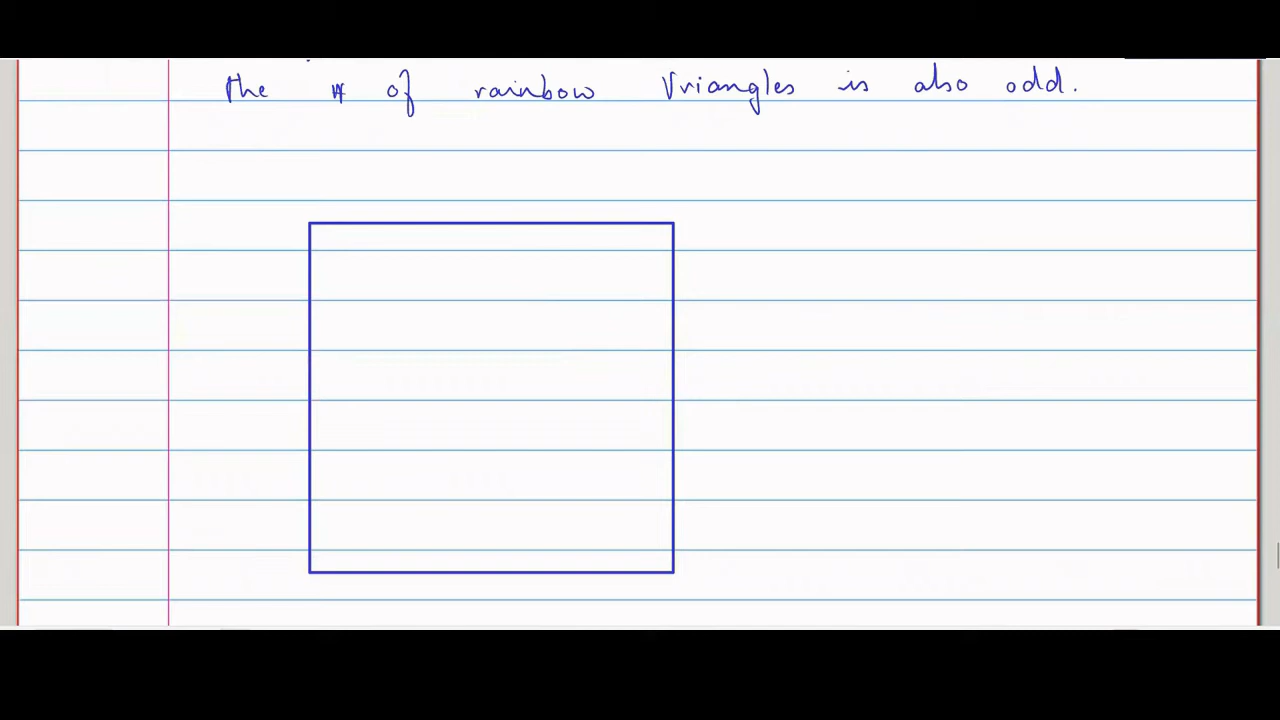 the # of rainbow triangles is also odd.